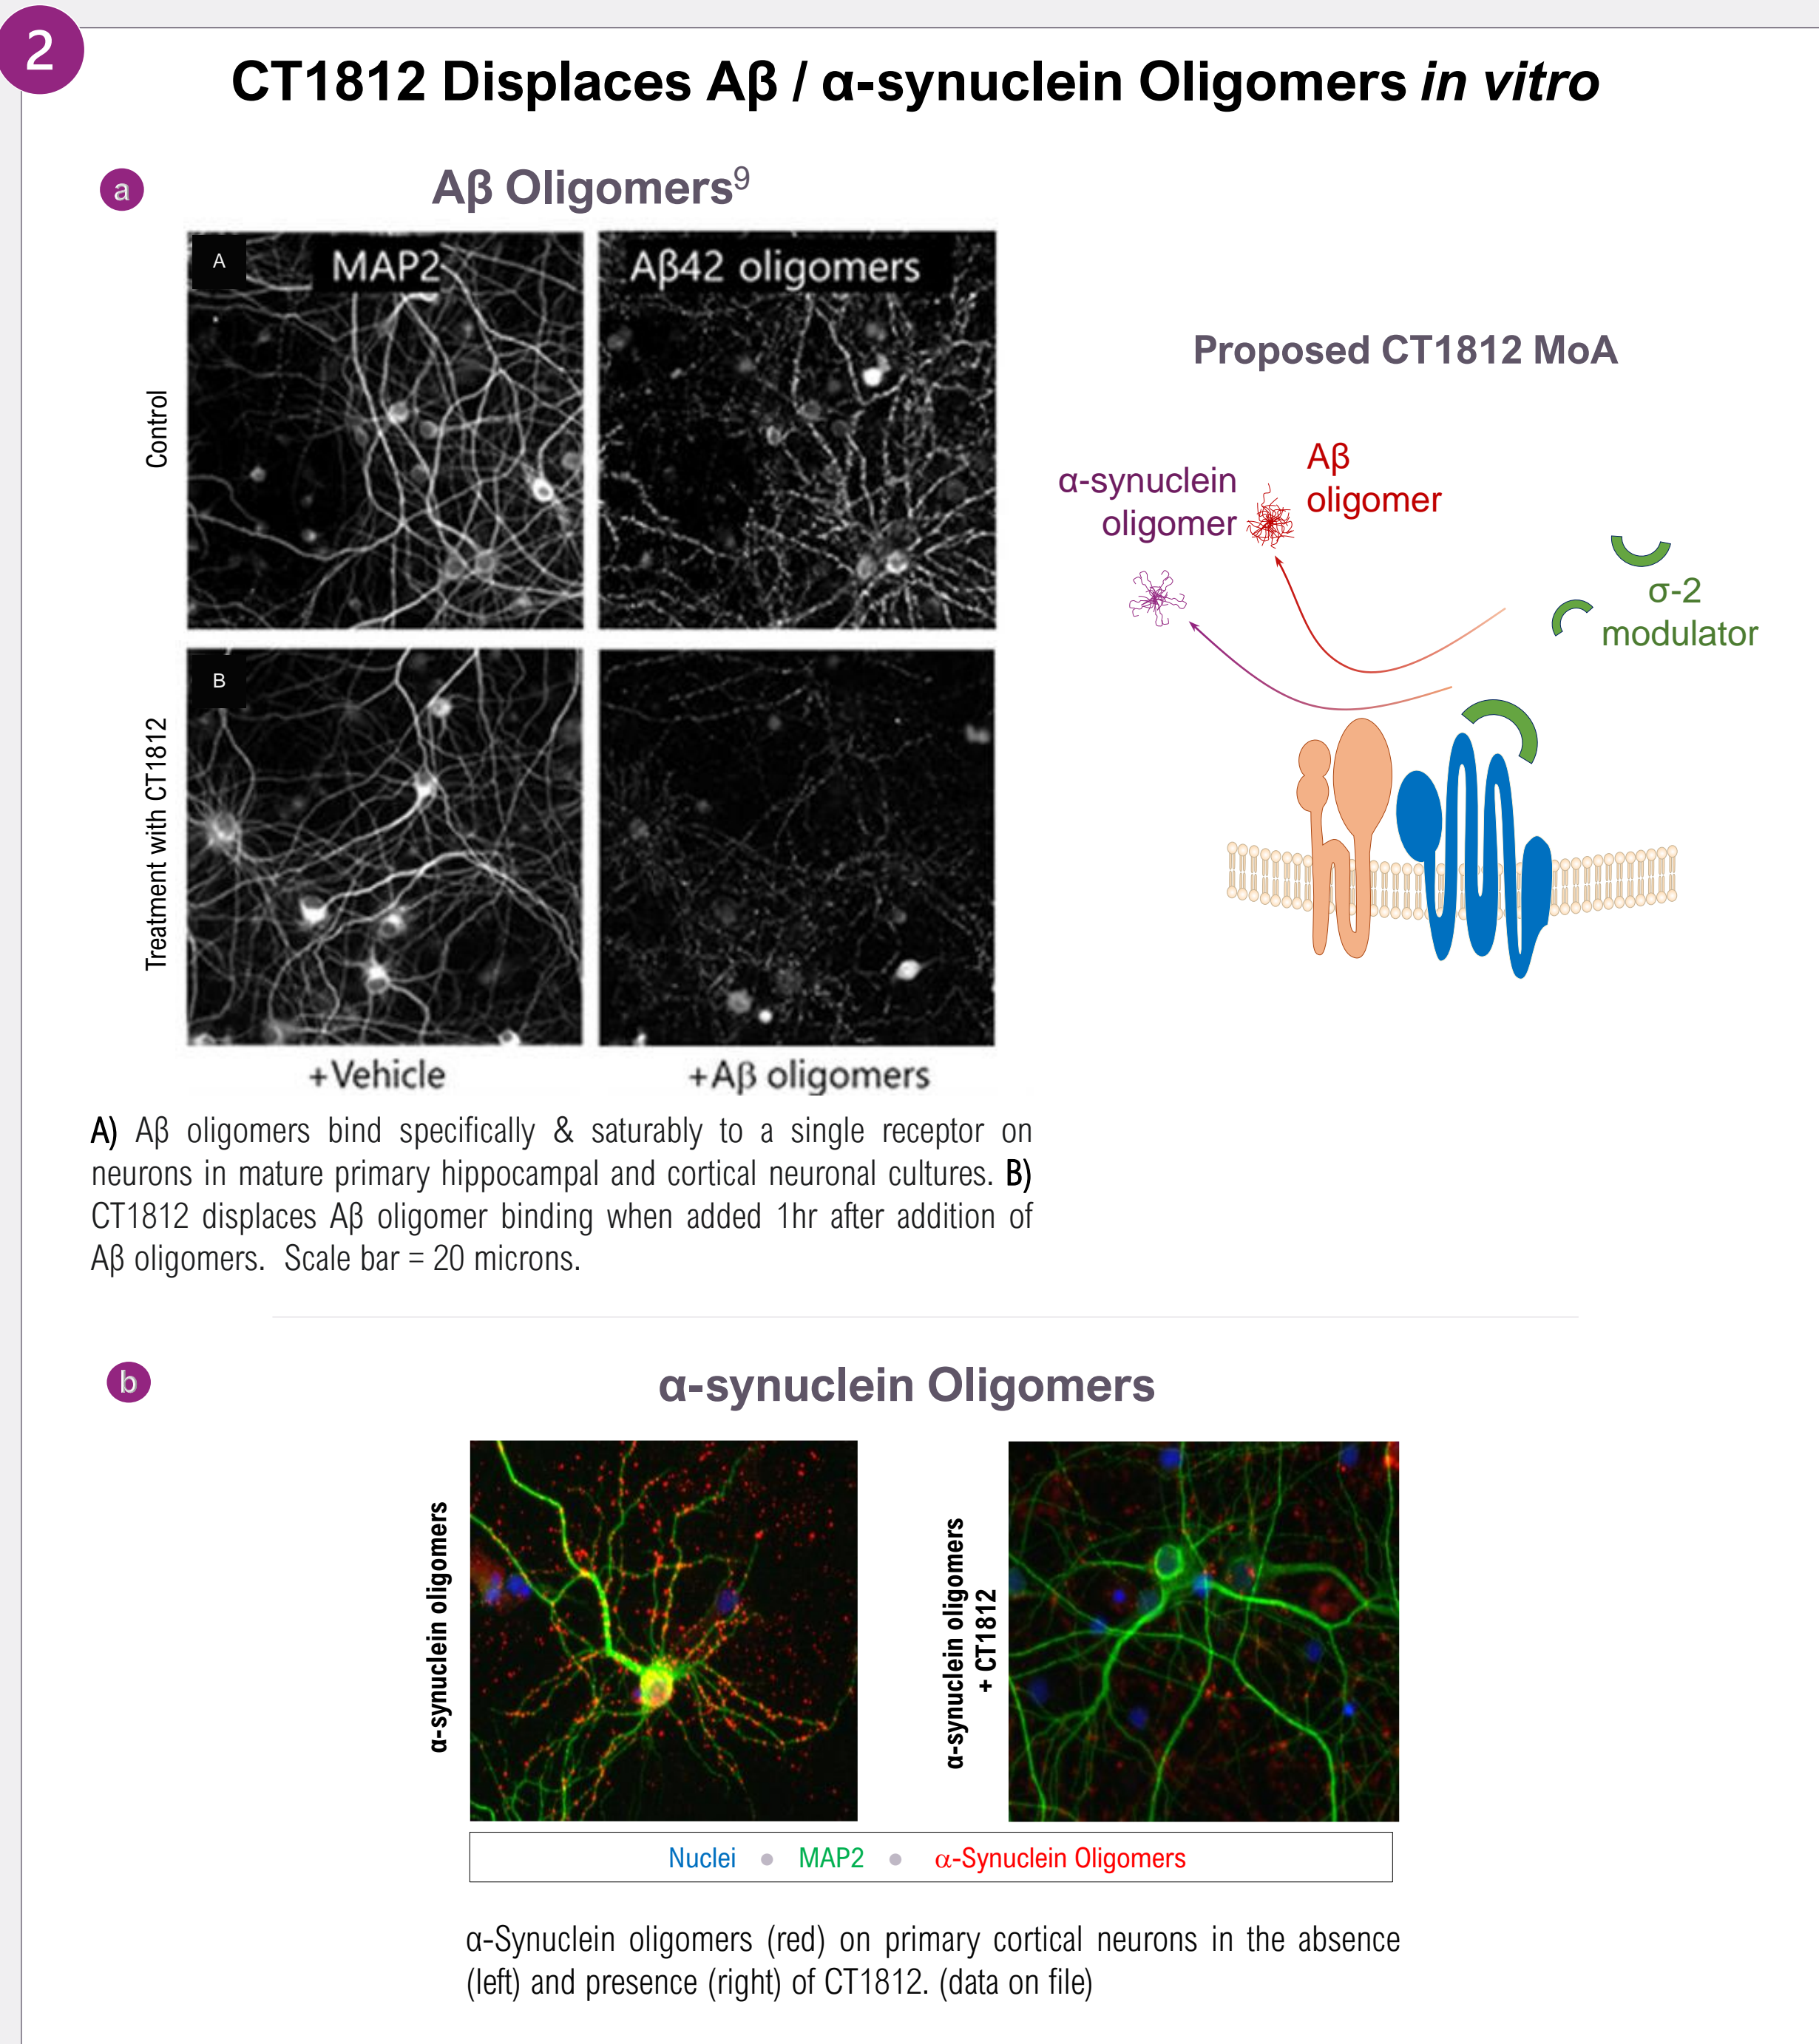 2
CT1812 Displaces Aβ / α-synuclein Oligomers in vitro
a
Aβ Oligomers⁹
A
MAP2
Aβ42 oligomers
Control
B
Treatment with CT1812
+Vehicle
+Aβ oligomers
Proposed CT1812 MoA
α-synuclein
oligomer
Aβ
oligomer
σ-2
modulator
A) Aβ oligomers bind specifically & saturably to a single receptor on
neurons in mature primary hippocampal and cortical neuronal cultures. B)
CT1812 displaces Aβ oligomer binding when added 1hr after addition of
Aβ oligomers. Scale bar = 20 microns.
b
α-synuclein Oligomers
α-synuclein oligomers
α-synuclein oligomers
+ CT1812
Nuclei ● MAP2 ● α-Synuclein Oligomers
α-Synuclein oligomers (red) on primary cortical neurons in the absence
(left) and presence (right) of CT1812. (data on file)